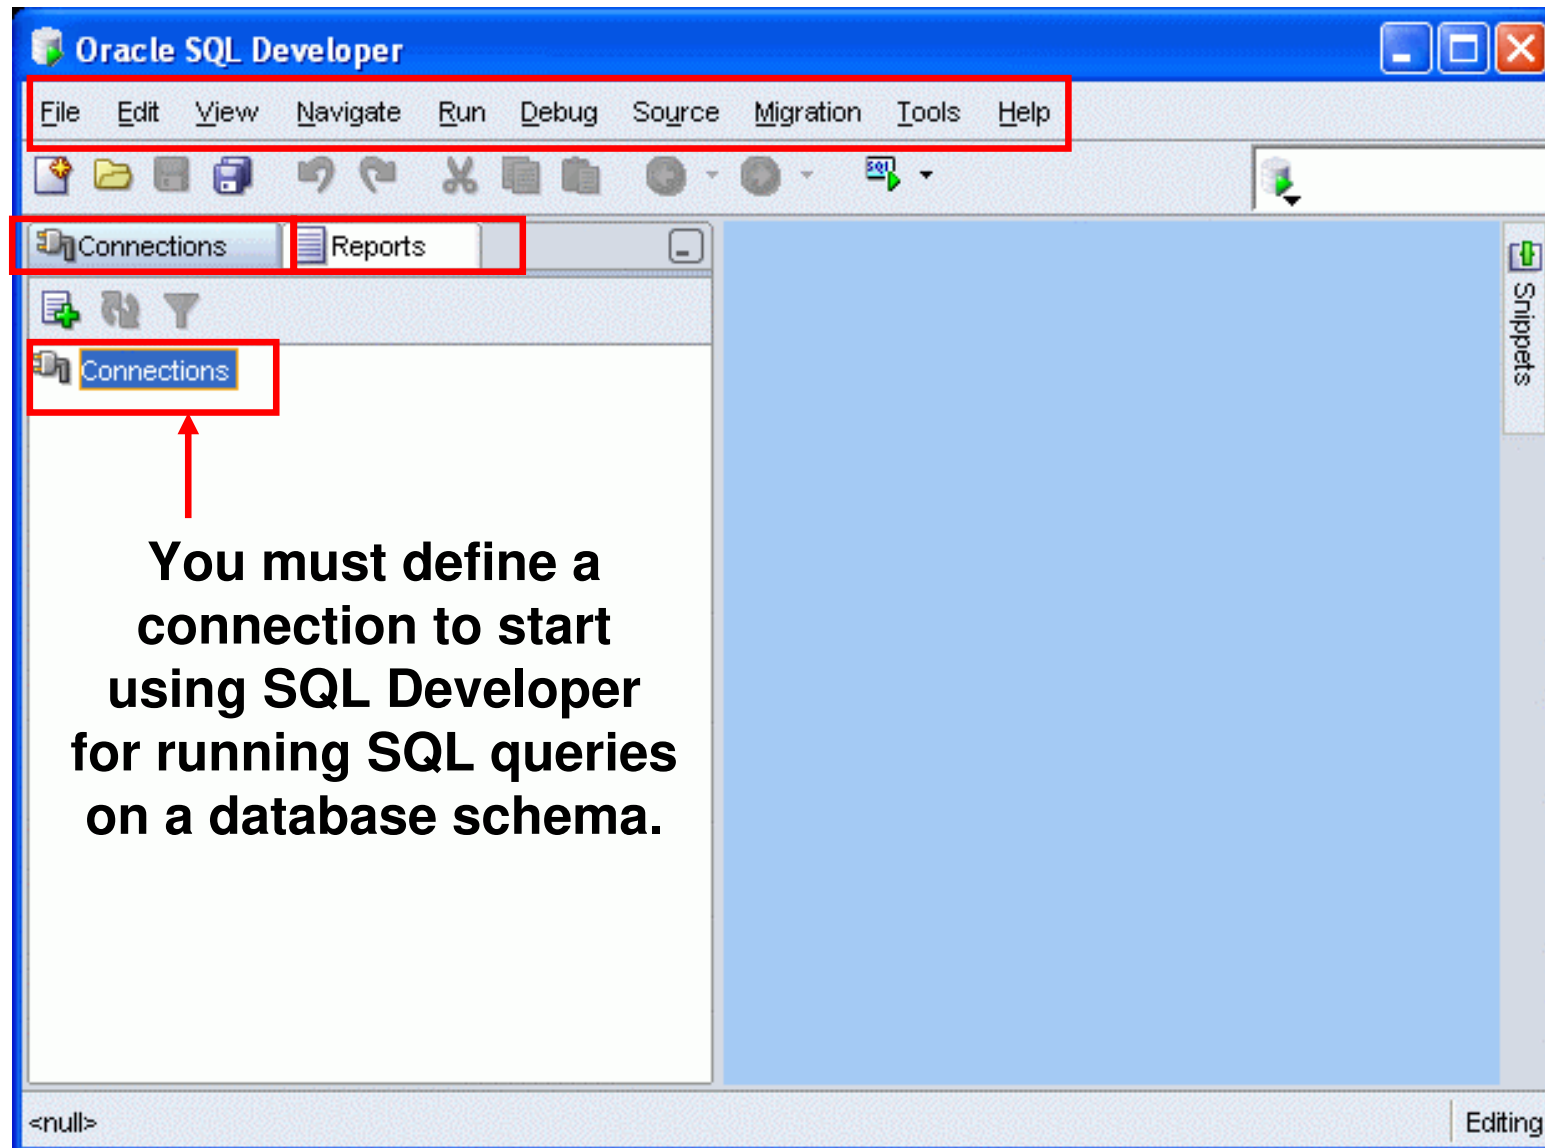 Oracle SQL Developer
File Edit View Navigate Run Debug Source Migration Tools Help
SQL
Connections Reports
Snippets
Connections
You must define a
connection to start
using SQL Developer
for running SQL queries
on a database schema.
<null> Editing